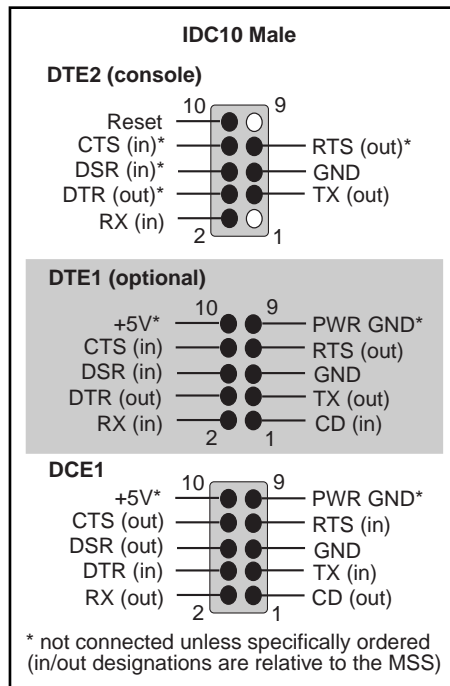 IDC10 Male
DTE2 (console)
10 9
Reset
CTS (in)* RTS (out)*
DSR (in)* GND
DTR (out)* TX (out)
RX (in)
2 1
DTE1 (optional)
10 9
+5V* PWR GND*
CTS (in) RTS (out)
DSR (in) GND
DTR (out) TX (out)
RX (in) CD (in)
2 1
DCE1
10 9
+5V* PWR GND*
CTS (out) RTS (in)
DSR (out) GND
DTR (in) TX (in)
RX (out) CD (out)
2 1
* not connected unless specifically ordered
(in/out designations are relative to the MSS)